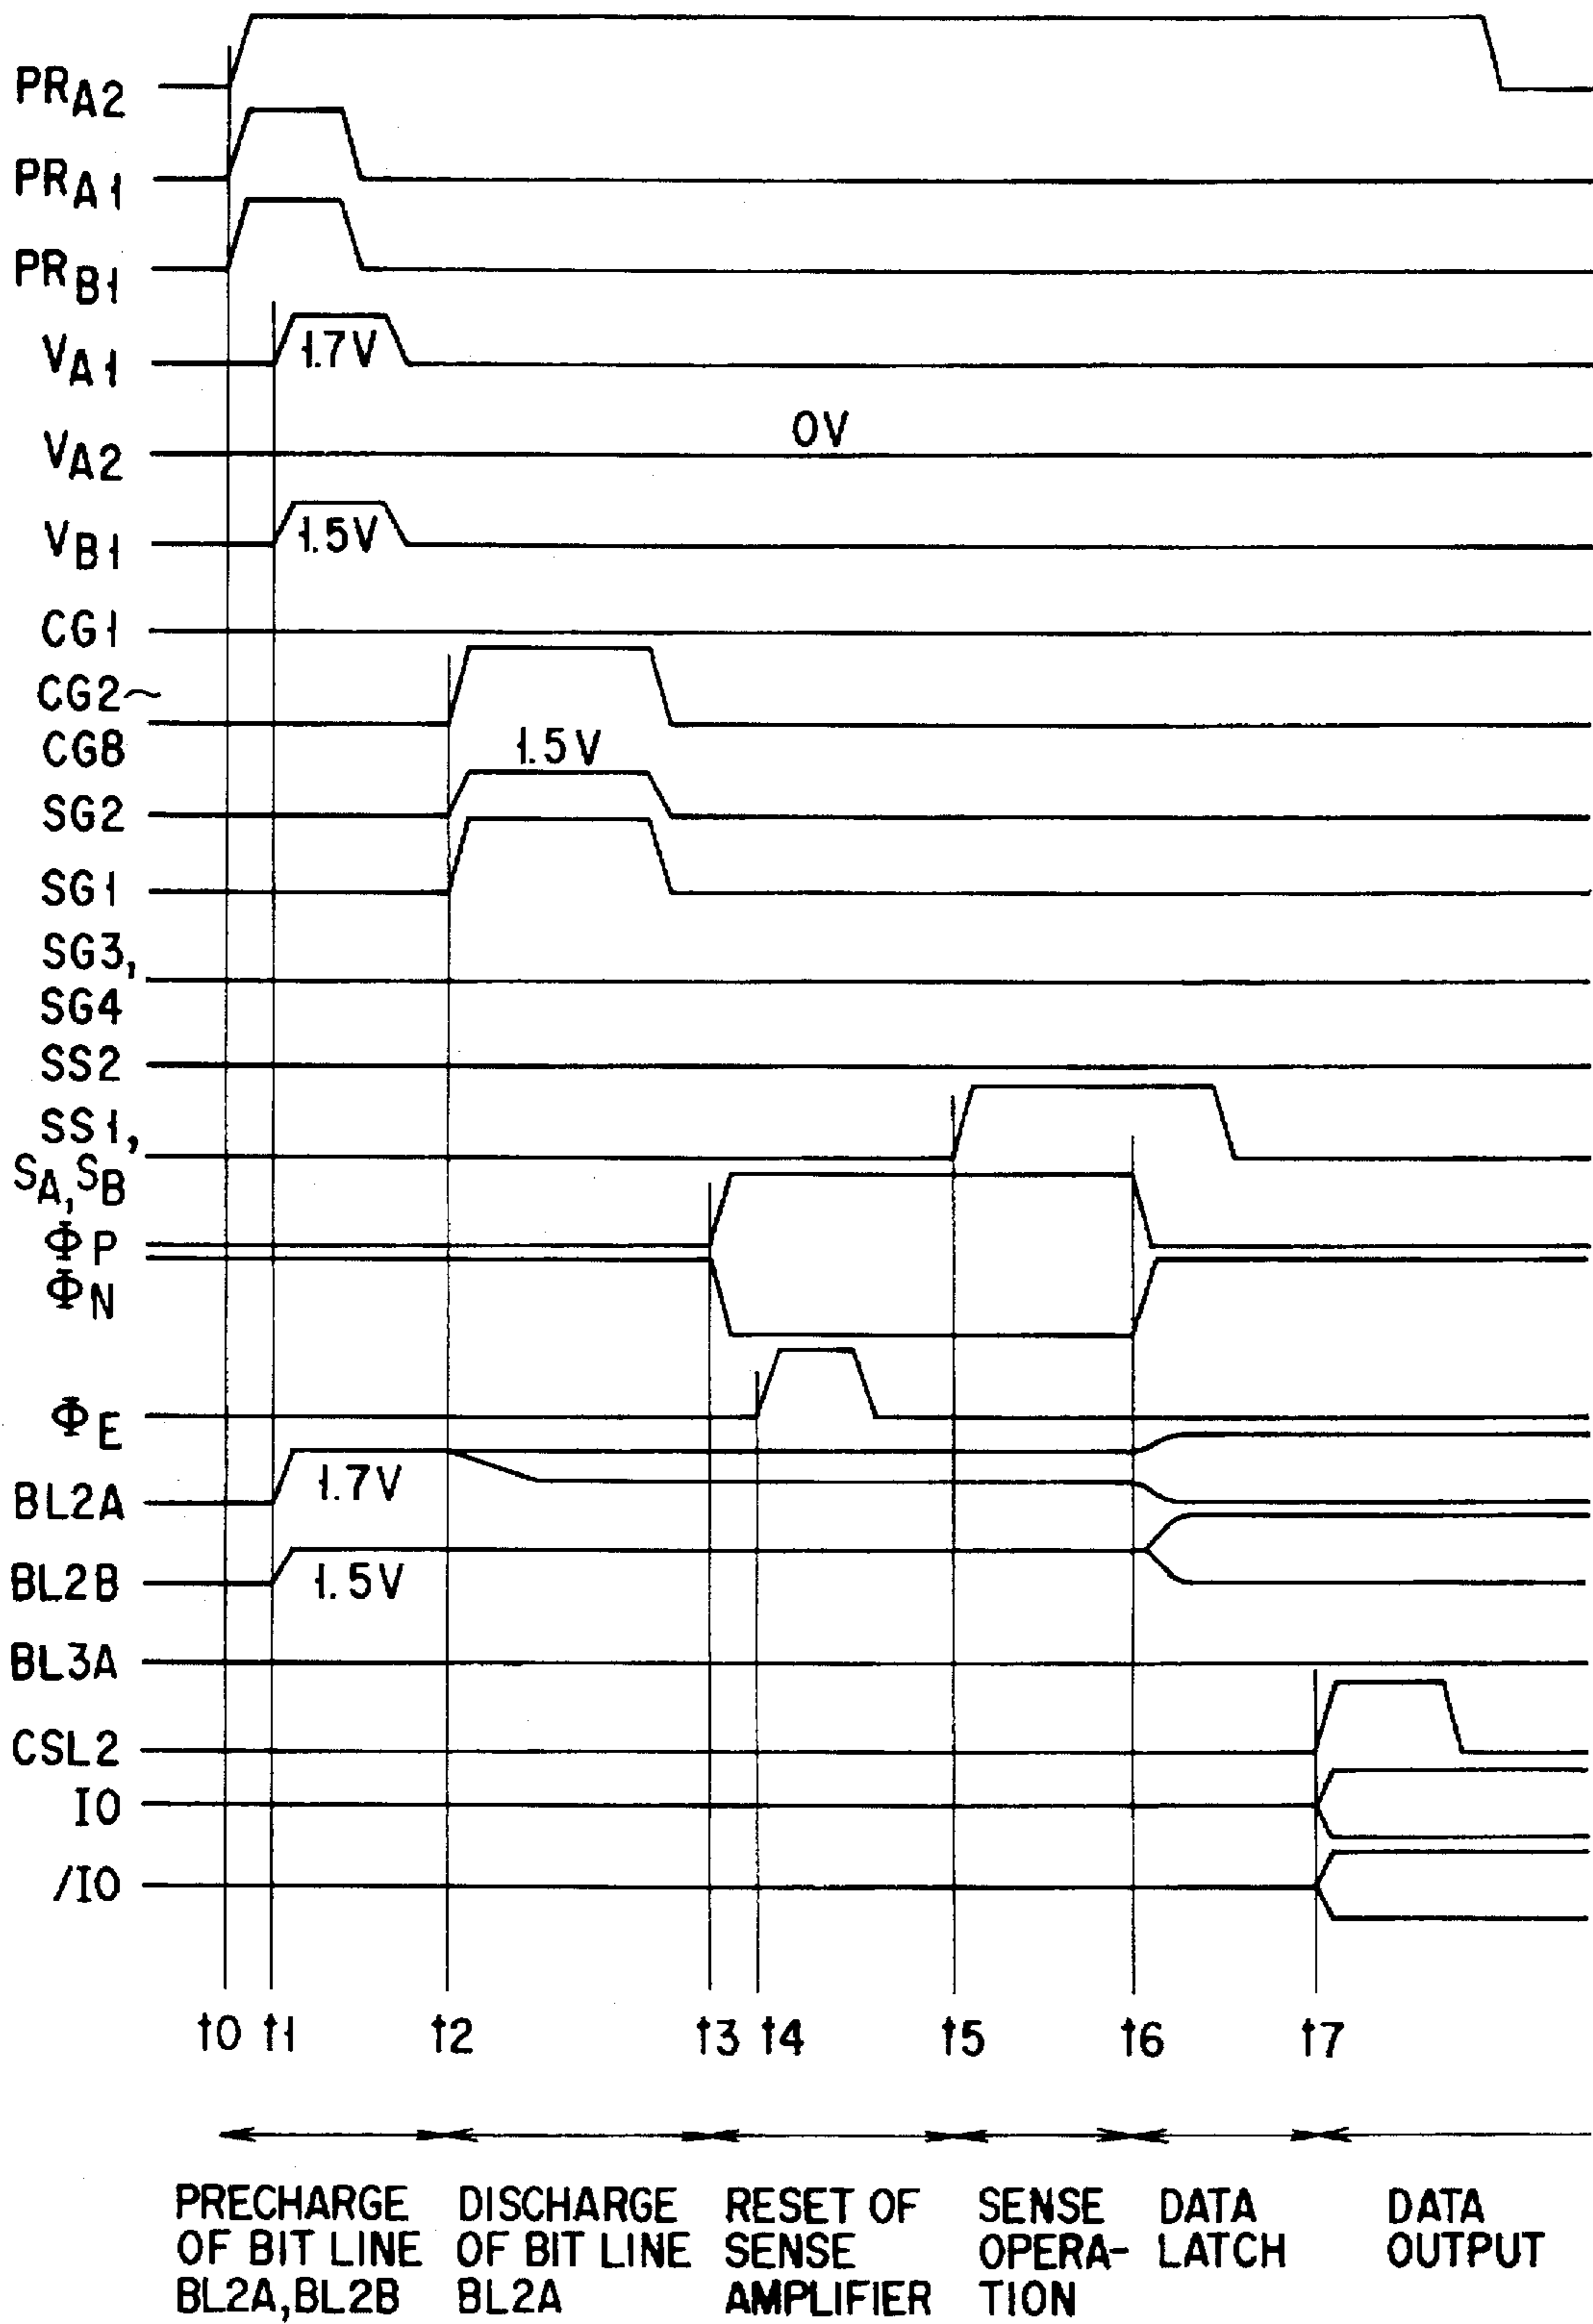 PRA2
PRA1
PRB1
VA1
1.7V
VA2
0V
VB1
1.5V
CG1
CG2~
CG8
1.5V
SG2
SG1
SG3,
SG4
SS2
SS1,
SA,SB
ΦP
ΦN
ΦE
BL2A
1.7V
BL2B
1.5V
BL3A
CSL2
IO
/IO
t0 t1 t2 t3 t4 t5 t6 t7
PRECHARGE
OF BIT LINE
BL2A,BL2B
DISCHARGE
OF BIT LINE
BL2A
RESET OF
SENSE
AMPLIFIER
SENSE
OPERA-
TION
DATA
LATCH
DATA
OUTPUT